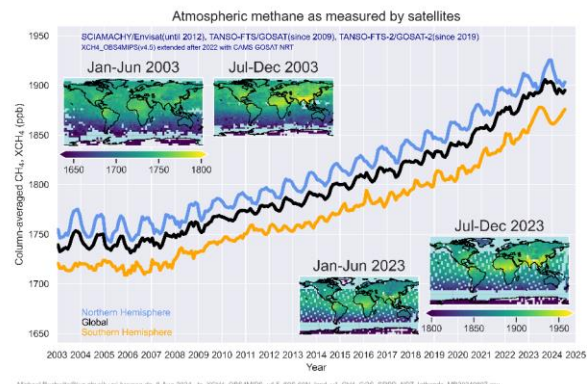 Atmospheric methane as measured by satellites
SCIAMACHY/Envisat(until 2012), TANSO-FTS/GOSAT(since 2009), TANSO-FTS-2/GOSAT-2(since 2019)
XCH4_OBS4MIPS(v4.5) extended after 2022 with CAMS GOSAT NRT
Jan-Jun 2003
Jul-Dec 2003
1650 1700 1750 1800
Column-averaged CH₄, XCH₄ (ppb)
1950
1900
1850
1800
1750
1700
1650
Jul-Dec 2023
Jan-Jun 2023
1800 1850 1900 1950
Northern Hemisphere
Global
Southern Hemisphere
2003 2004 2005 2006 2007 2008 2009 2010 2011 2012 2013 2014 2015 2016 2017 2018 2019 2020 2021 2022 2023 2024 2025
Year